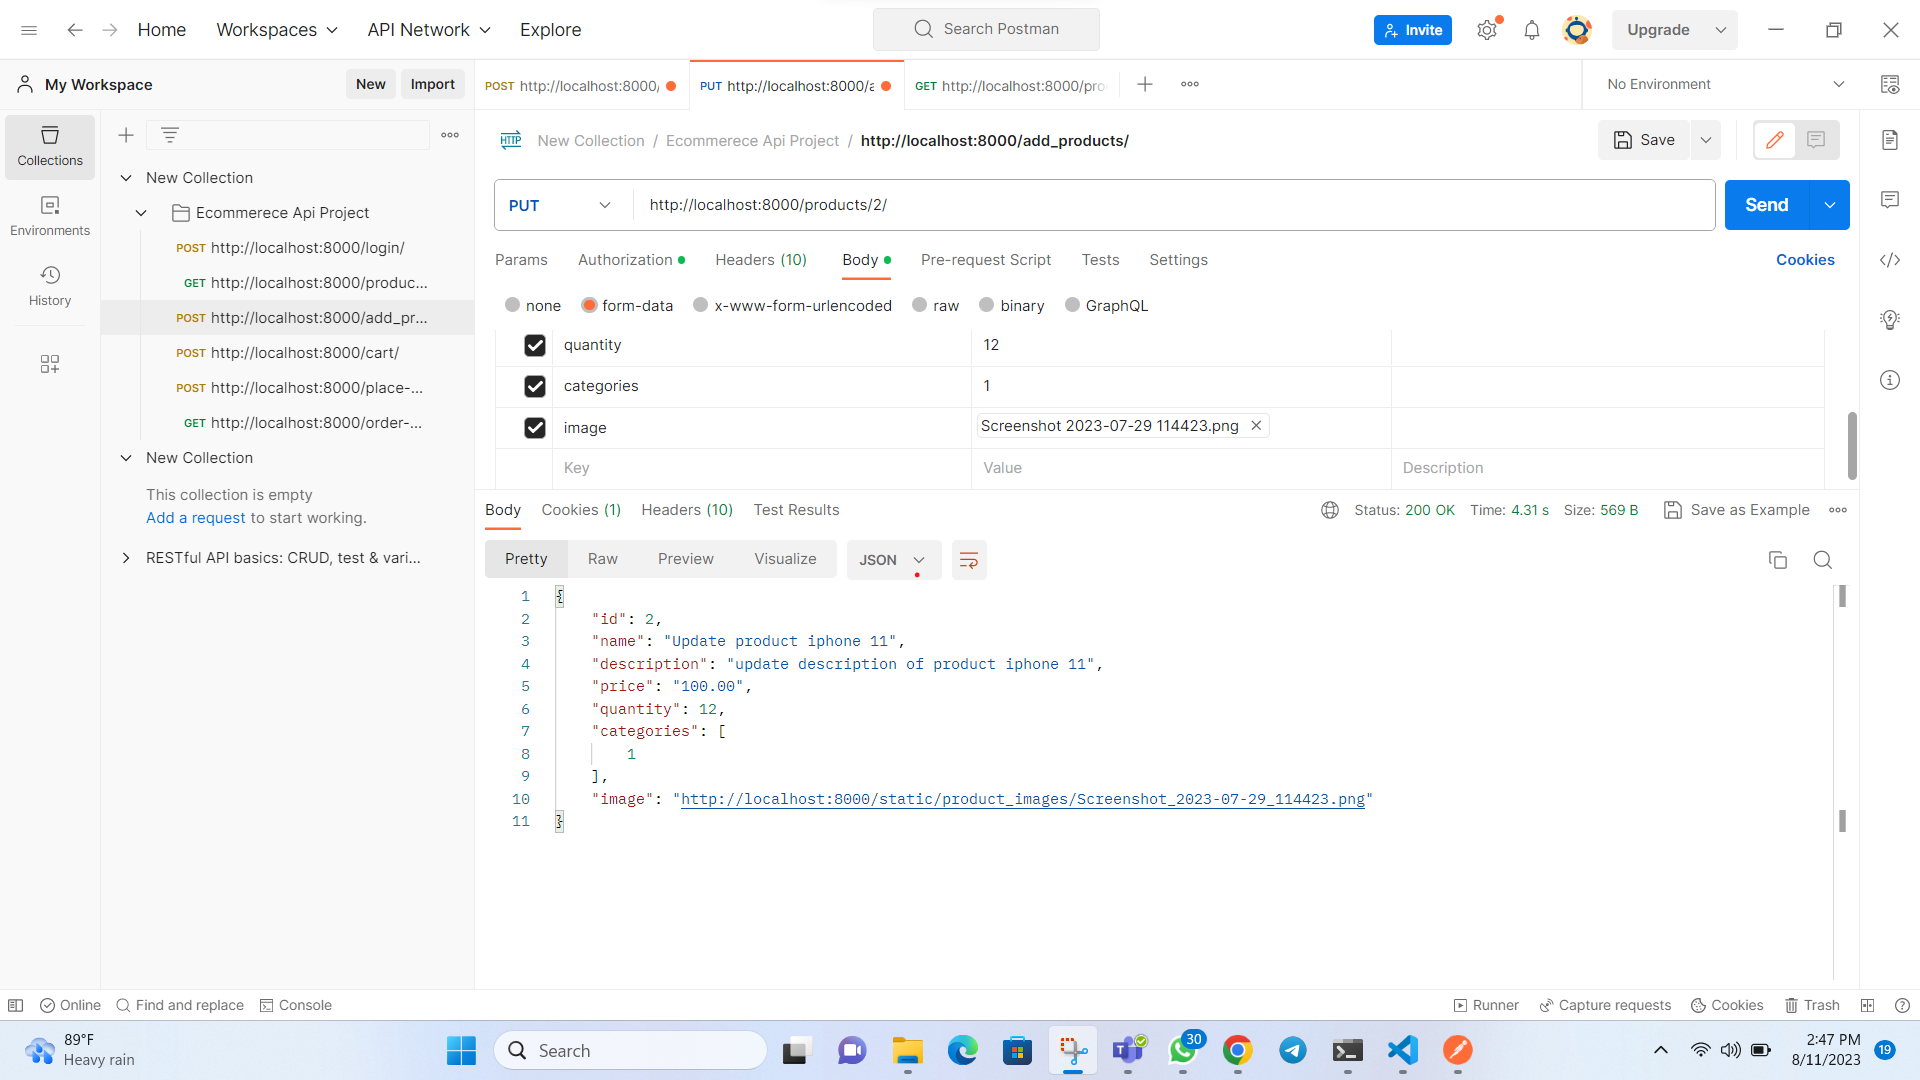 Home Workspaces API Network Explore Search Postman Invite Upgrade
My Workspace New Import
POST http://localhost:8000/ PUT http://localhost:8000/a GET http://localhost:8000/pro No Environment
Collections
Environments
History
New Collection
Ecommerece Api Project
POST http://localhost:8000/login/
GET http://localhost:8000/produc...
POST http://localhost:8000/add_pr...
POST http://localhost:8000/cart/
POST http://localhost:8000/place-...
GET http://localhost:8000/order-...
New Collection
This collection is empty
Add a request to start working.
RESTful API basics: CRUD, test & vari...
HTTP New Collection / Ecommerece Api Project / http://localhost:8000/add_products/ Save
PUT http://localhost:8000/products/2/ Send
Params Authorization Headers (10) Body Pre-request Script Tests Settings Cookies
none form-data x-www-form-urlencoded raw binary GraphQL
quantity 12
categories 1
image Screenshot 2023-07-29 114423.png
Key Value Description
Body Cookies (1) Headers (10) Test Results Status: 200 OK Time: 4.31 s Size: 569 B Save as Example
Pretty Raw Preview Visualize JSON
1 {
2 "id": 2,
3 "name": "Update product iphone 11",
4 "description": "update description of product iphone 11",
5 "price": "100.00",
6 "quantity": 12,
7 "categories": [
8 1
9 ],
10 "image": "http://localhost:8000/static/product_images/Screenshot_2023-07-29_114423.png"
11 }
Online Find and replace Console Runner Capture requests Cookies Trash
89°F
Heavy rain
Search
30
2:47 PM
8/11/2023
19